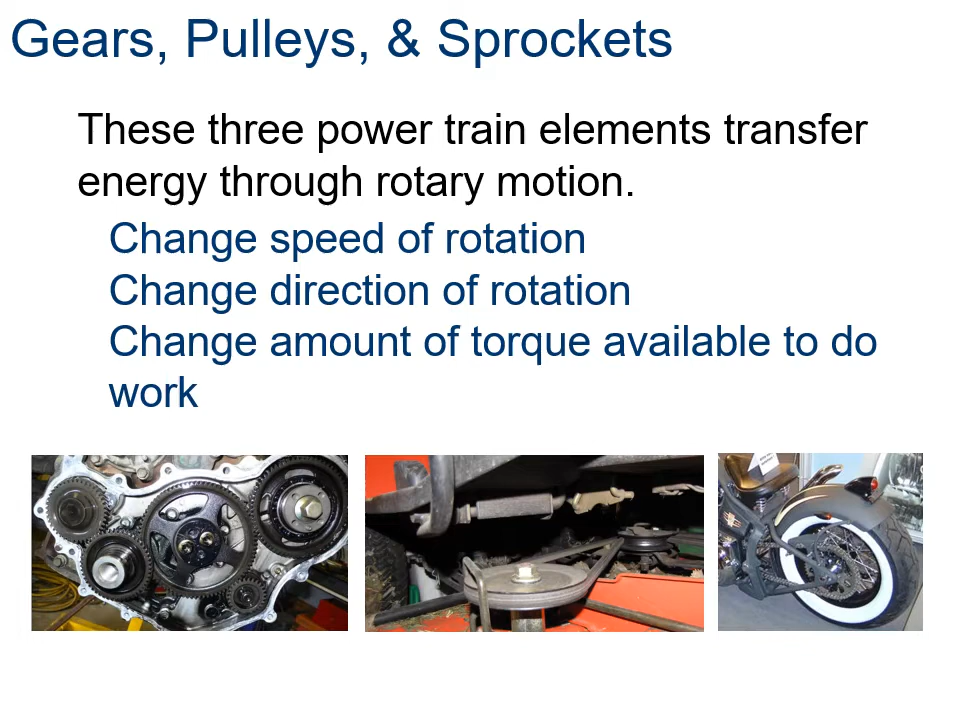 Gears, Pulleys, & Sprockets
These three power train elements transfer
energy through rotary motion.
Change speed of rotation
Change direction of rotation
Change amount of torque available to do
work